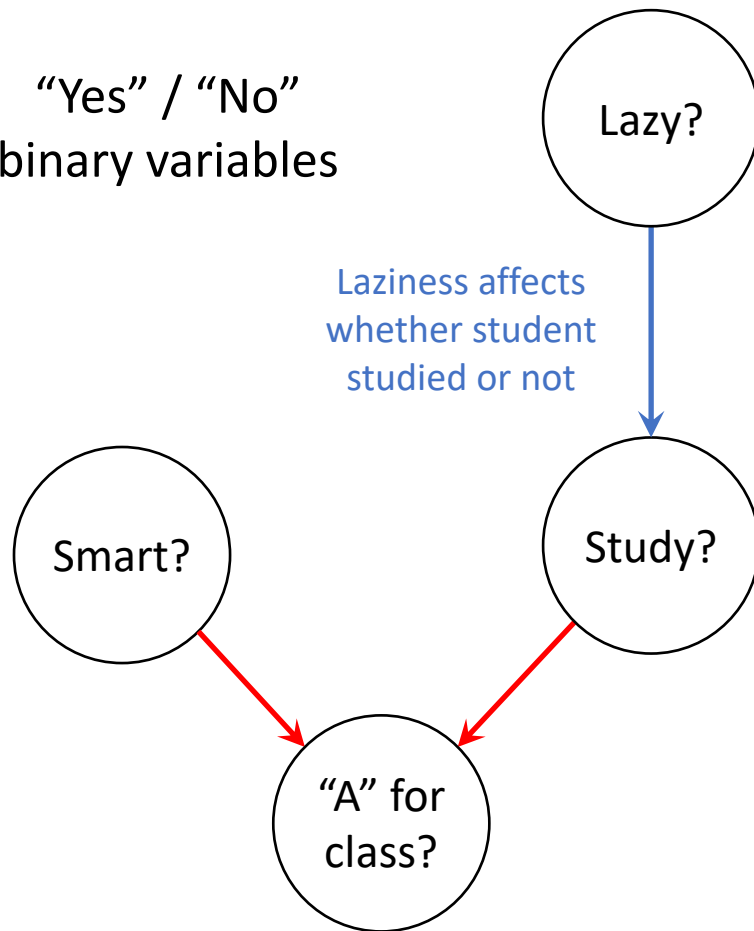 “Yes” / “No”
binary variables
Lazy?
Laziness affects
whether student
studied or not
Smart?
Study?
“A” for
class?